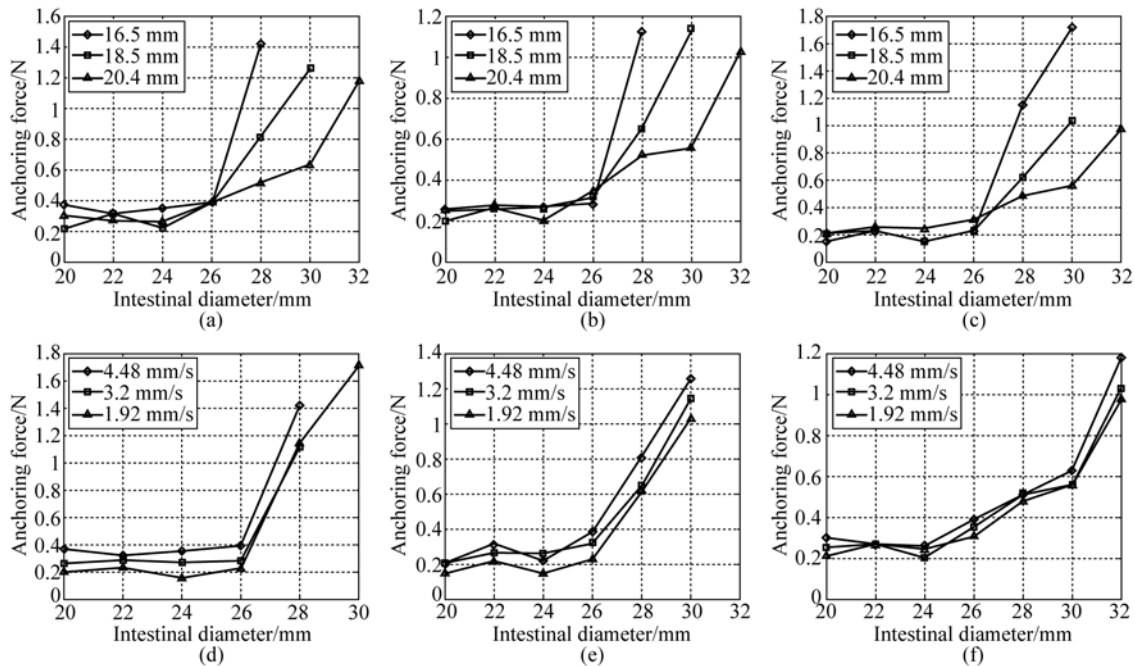 1.6
1.4
1.2
1
0.8
0.6
0.4
0.2
0
Anchoring force/N
16.5 mm
18.5 mm
20.4 mm
20 22 24 26 28 30 32
Intestinal diameter/mm
(a)
1.2
1.0
0.8
0.6
0.4
0.2
0
Anchoring force/N
16.5 mm
18.5 mm
20.4 mm
20 22 24 26 28 30 32
Intestinal diameter/mm
(b)
1.8
1.6
1.4
1.8
1
0.8
0.6
0.4
0.2
0
Anchoring force/N
16.5 mm
18.5 mm
20.4 mm
20 22 24 26 28 30 32
Intestinal diameter/mm
(c)
1.8
1.6
1.4
1.2
1
0.8
0.6
0.4
0.2
0
Anchoring force/N
4.48 mm/s
3.2 mm/s
1.92 mm/s
20 22 24 26 28 30
Intestinal diameter/mm
(d)
1.4
1.2
1
0.8
0.6
0.4
0.2
0
Anchoring force/N
4.48 mm/s
3.2 mm/s
1.92 mm/s
20 22 24 26 28 30 32
Intestinal diameter/mm
(e)
1.4
1.2
1
0.8
0.6
0.4
0.2
0
Anchoring force/N
4.48 mm/s
3.2 mm/s
1.92 mm/s
20 22 24 26 28 30 32
Intestinal diameter/mm
(f)